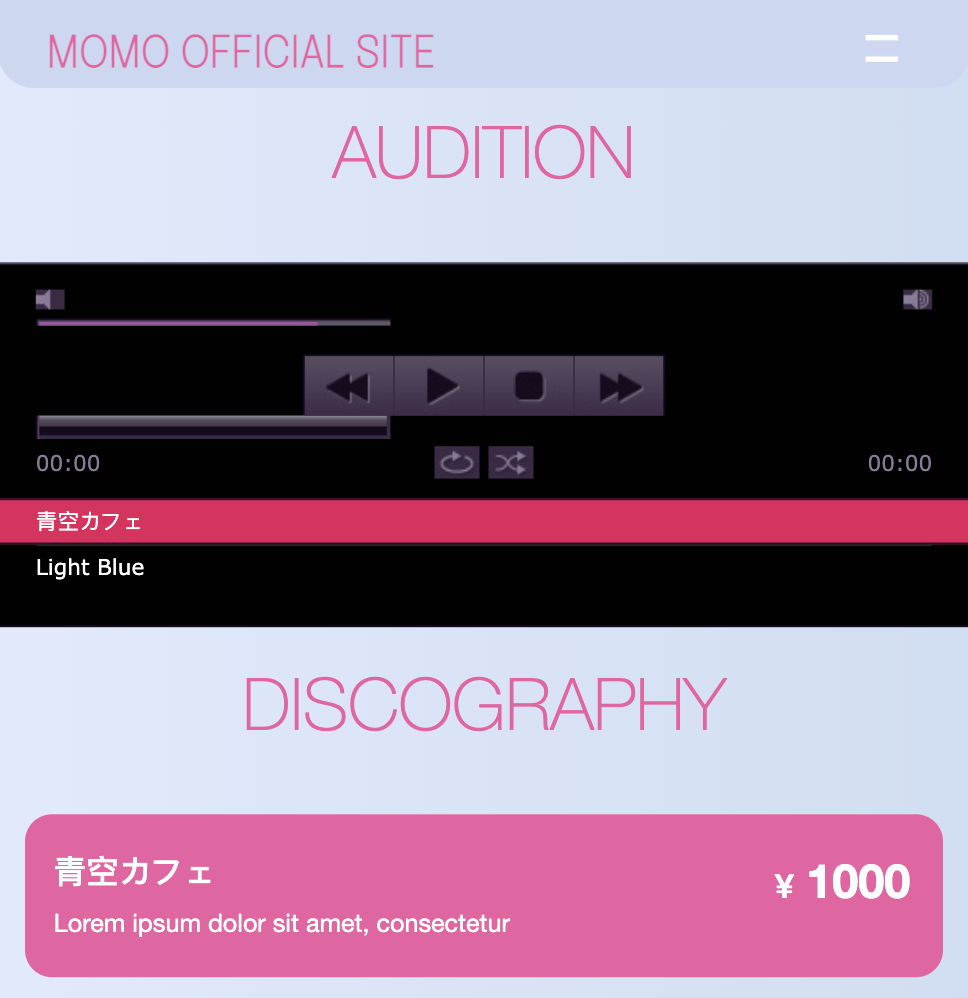 MOMO OFFICIAL SITE
AUDITION
00:00
00:00
青空カフェ
Light Blue
DISCOGRAPHY
青空カフェ
¥ 1000
Lorem ipsum dolor sit amet, consectetur